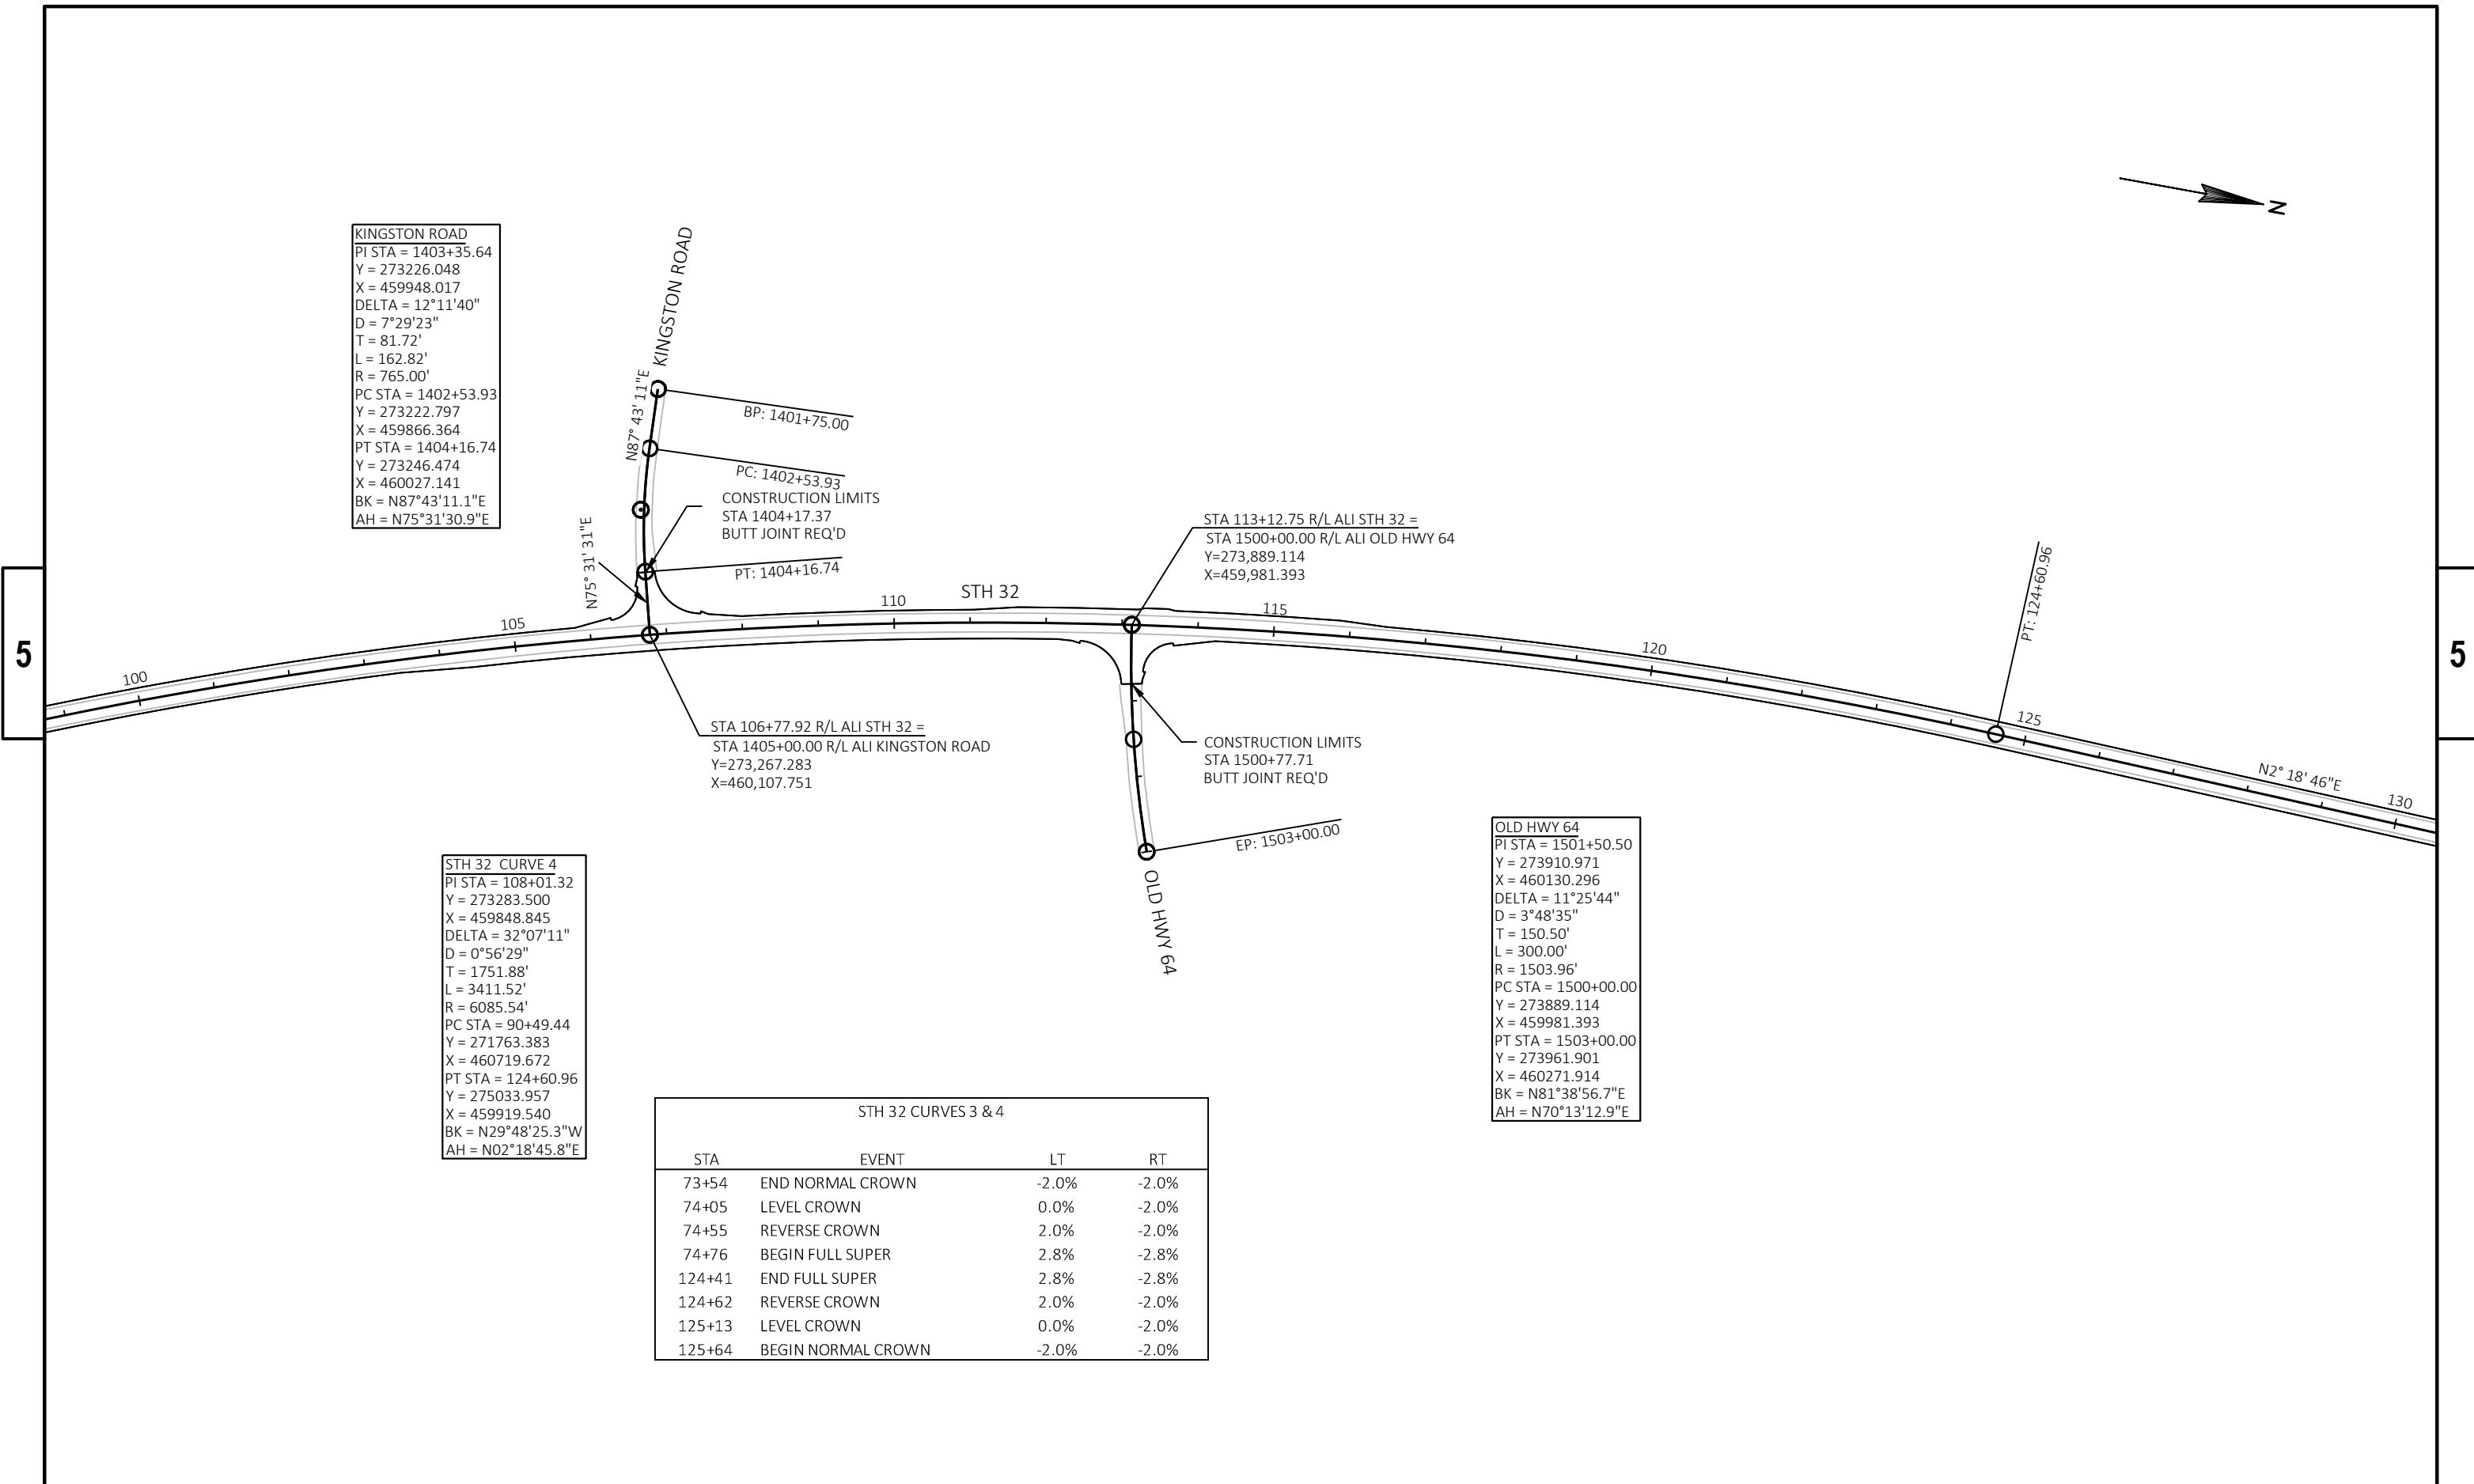 N
KINGSTON ROAD
PI STA = 1403+35.64
Y = 273226.048
X = 459948.017
DELTA = 12°11'40"
D = 7°29'23"
T = 81.72'
L = 162.82'
R = 765.00'
PC STA = 1402+53.93
Y = 273222.797
X = 459866.364
PT STA = 1404+16.74
Y = 273246.474
X = 460027.141
BK = N87°43'11.1"E
AH = N75°31'30.9"E
KINGSTON ROAD
N87° 43' 11"E
BP: 1401+75.00
PC: 1402+53.93
CONSTRUCTION LIMITS
STA 1404+17.37
BUTT JOINT REQ'D
PT: 1404+16.74
N75° 31' 31"E
STA 113+12.75 R/L ALI STH 32 =
STA 1500+00.00 R/L ALI OLD HWY 64
Y=273,889.114
X=459,981.393
PT: 124+60.96
STH 32
5
100
105
110
115
120
125
130
N2° 18' 46"E
5
STA 106+77.92 R/L ALI STH 32 =
STA 1405+00.00 R/L ALI KINGSTON ROAD
Y=273,267.283
X=460,107.751
CONSTRUCTION LIMITS
STA 1500+77.71
BUTT JOINT REQ'D
EP: 1503+00.00
OLD HWY 64
OLD HWY 64
PI STA = 1501+50.50
Y = 273910.971
X = 460130.296
DELTA = 11°25'44"
D = 3°48'35"
T = 150.50'
L = 300.00'
R = 1503.96'
PC STA = 1500+00.00
Y = 273889.114
X = 459981.393
PT STA = 1503+00.00
Y = 273961.901
X = 460271.914
BK = N81°38'56.7"E
AH = N70°13'12.9"E
STH 32 CURVE 4
PI STA = 108+01.32
Y = 273283.500
X = 459848.845
DELTA = 32°07'11"
D = 0°56'29"
T = 1751.88'
L = 3411.52'
R = 6085.54'
PC STA = 90+49.44
Y = 271763.383
X = 460719.672
PT STA = 124+60.96
Y = 275033.957
X = 459919.540
BK = N29°48'25.3"W
AH = N02°18'45.8"E
STH 32 CURVES 3 & 4
STA EVENT LT RT
73+54 END NORMAL CROWN -2.0% -2.0%
74+05 LEVEL CROWN 0.0% -2.0%
74+55 REVERSE CROWN 2.0% -2.0%
74+76 BEGIN FULL SUPER 2.8% -2.8%
124+41 END FULL SUPER 2.8% -2.8%
124+62 REVERSE CROWN 2.0% -2.0%
125+13 LEVEL CROWN 0.0% -2.0%
125+64 BEGIN NORMAL CROWN -2.0% -2.0%